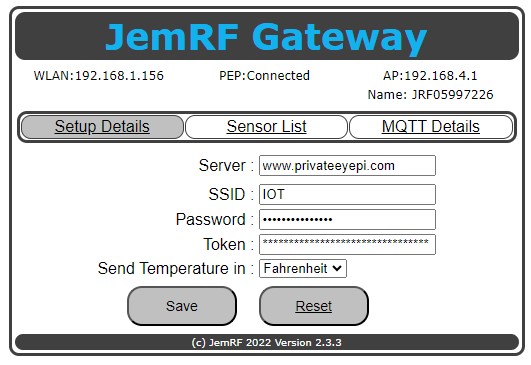 JemRF Gateway
WLAN:192.168.1.156 PEP:Connected AP:192.168.4.1
Name: JRF05997226
Setup Details Sensor List MQTT Details
Server : www.privateeyepi.com
SSID : IOT
Password : •••••••••••••••
Token : ********************************
Send Temperature in : Fahrenheit
Save Reset
(c) JemRF 2022 Version 2.3.3